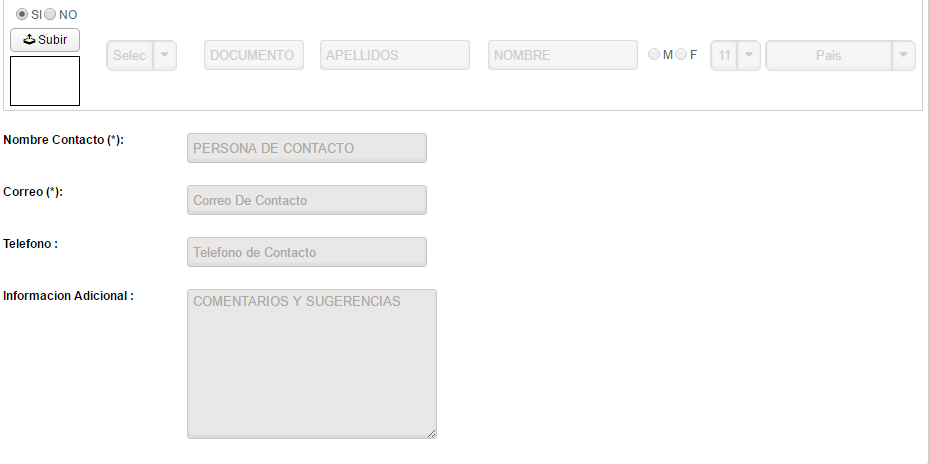 SI NO
Subir
Selec DOCUMENTO APELLIDOS NOMBRE M F 11 Pais
Nombre Contacto (*):
PERSONA DE CONTACTO
Correo (*):
Correo De Contacto
Telefono :
Telefono de Contacto
Informacion Adicional :
COMENTARIOS Y SUGERENCIAS